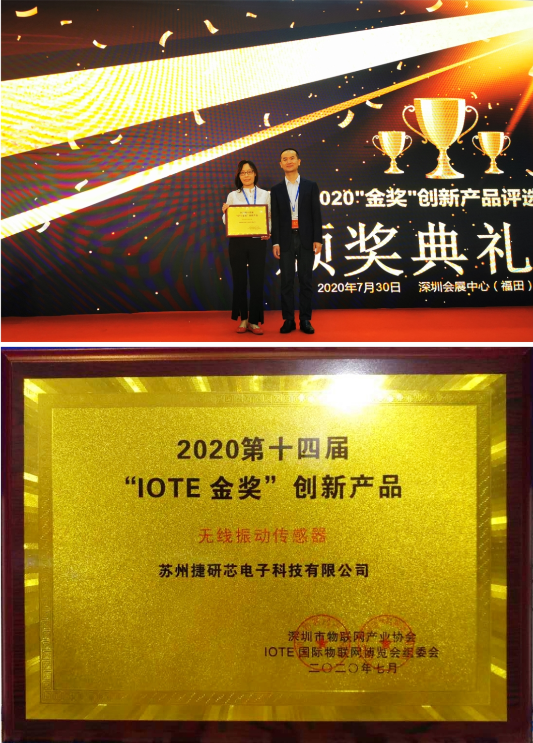 2020"金奖"创新产品评选
颁奖典礼
2020年7月30日 深圳会展中心（福田）
2020第十四届
“IOTE 金奖”创新产品
无线振动传感器
苏州捷研芯电子科技有限公司
深圳市物联网产业协会
IOTE 国际物联网博览会组委会
二〇二〇年七月